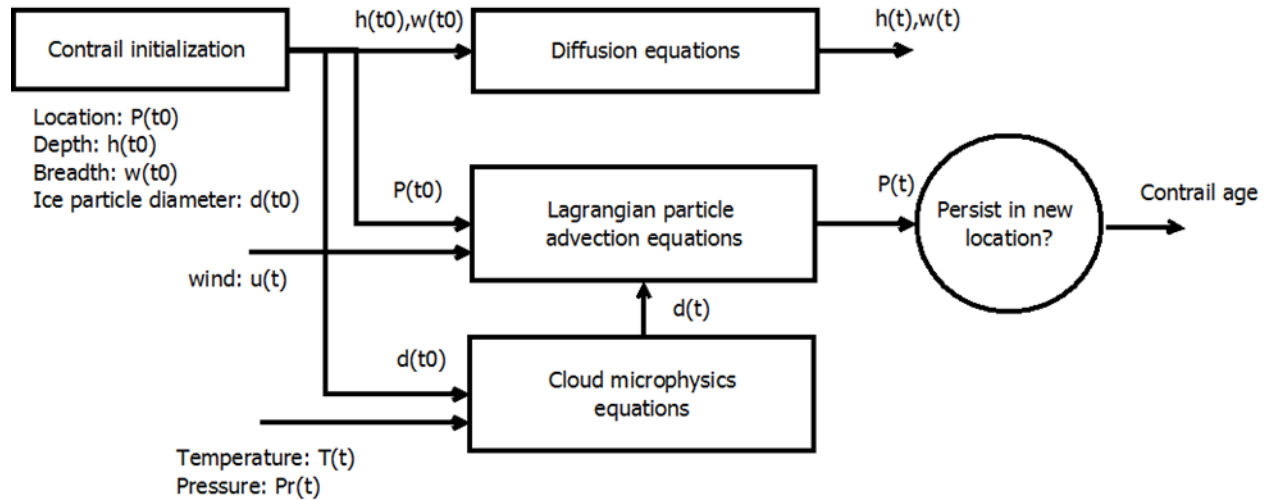 h(t0),w(t0)
h(t),w(t)
Contrail initialization
Diffusion equations
Location: P(t0)
Depth: h(t0)
Breadth: w(t0)
Ice particle diameter: d(t0)
P(t0)
Lagrangian particle
advection equations
P(t)
Persist in new
location?
Contrail age
wind: u(t)
d(t)
d(t0)
Cloud microphysics
equations
Temperature: T(t)
Pressure: Pr(t)